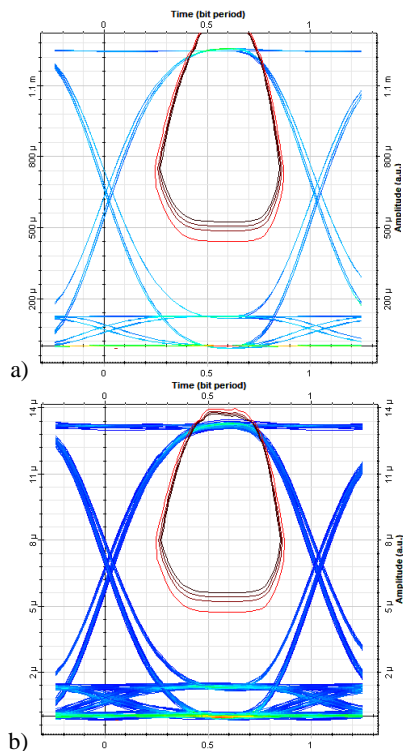 Time (bit period)
0 0.5 1
1.1 m
800 µ
500 µ
200 µ
1.1 m
800 µ
500 µ
200 µ
Amplitude (a.u.)
0 0.5 1
a)
Time (bit period)
0 0.5 1
14 µ
11 µ
8 µ
5 µ
2 µ
14 µ
11 µ
8 µ
5 µ
2 µ
Amplitude (a.u.)
0 0.5 1
b)